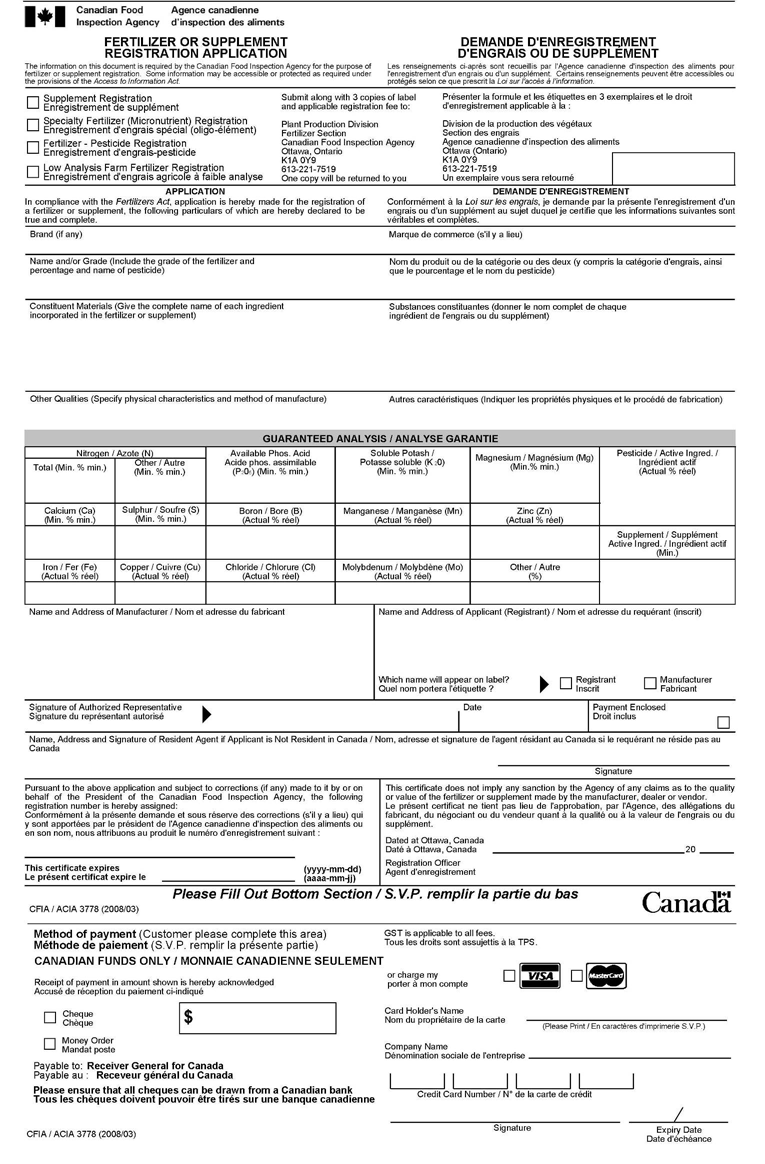 Canadian Food Inspection Agency
Agence canadienne d'inspection des aliments
FERTILIZER OR SUPPLEMENT
REGISTRATION APPLICATION
DEMANDE D'ENREGISTREMENT
D'ENGRAIS OU DE SUPPLÉMENT
The information on this document is required by the Canadian Food Inspection Agency for the purpose of
fertilizer or supplement registration. Some information may be accessible or protected as required under
the provisions of the Access to Information Act.
Les renseignements ci-après sont recueillis par l'Agence canadienne d'inspection des aliments pour
l'enregistrement d'un engrais ou d'un supplément. Certains renseignements peuvent être accessibles ou
protégés selon ce que prescrit la Loi sur l'accès à l'information.
Supplement Registration
Enregistrement de supplément
Specialty Fertilizer (Micronutrient) Registration
Enregistrement d'engrais spécial (oligo-élément)
Fertilizer - Pesticide Registration
Enregistrement d'engrais-pesticide
Low Analysis Farm Fertilizer Registration
Enregistrement d'engrais agricole à faible analyse
Submit along with 3 copies of label
and applicable registration fee to:
Plant Production Division
Fertilizer Section
Canadian Food Inspection Agency
Ottawa, Ontario
K1A 0Y9
613-221-7519
One copy will be returned to you
Présenter la formule et les étiquettes en 3 exemplaires et le droit
d'enregistrement applicable à la :
Division de la production des végétaux
Section des engrais
Agence canadienne d'inspection des aliments
Ottawa (Ontario)
K1A 0Y9
613-221-7519
Un exemplaire vous sera retourné
APPLICATION
In compliance with the Fertilizers Act, application is hereby made for the registration of
a fertilizer or supplement, the following particulars of which are hereby declared to be
true and complete.
DEMANDE D'ENREGISTREMENT
Conformément à la Loi sur les engrais, je demande par la présente l'enregistrement d'un
engrais ou d'un supplément au sujet duquel je certifie que les informations suivantes sont
véritables et complètes.
Brand (if any)
Marque de commerce (s'il y a lieu)
Name and/or Grade (Include the grade of the fertilizer and
percentage and name of pesticide)
Nom du produit ou de la catégorie ou des deux (y compris la catégorie d'engrais, ainsi
que le pourcentage et le nom du pesticide)
Constituent Materials (Give the complete name of each ingredient
incorporated in the fertilizer or supplement)
Substances constituantes (donner le nom complet de chaque
ingrédient de l'engrais ou du supplément)
Other Qualities (Specify physical characteristics and method of manufacture)
Autres caractéristiques (Indiquer les propriétés physiques et le procédé de fabrication)
GUARANTEED ANALYSIS / ANALYSE GARANTIE
Nitrogen / Azote (N)
Total (Min. % min.)
Other / Autre
(Min. % min.)
Available Phos. Acid
Acide phos. assimilable
(P2O5) (Min. % min.)
Soluble Potash /
Potasse soluble (K2O)
(Min. % min.)
Magnesium / Magnésium (Mg)
(Min.% min.)
Pesticide / Active Ingred. /
Ingrédient actif
(Actual % réel)
Calcium (Ca)
(Min. % min.)
Sulphur / Soufre (S)
(Min. % min.)
Boron / Bore (B)
(Actual % réel)
Manganese / Manganèse (Mn)
(Actual % réel)
Zinc (Zn)
(Actual % réel)
Supplement / Supplément
Active Ingred. / Ingrédient actif
(Min.)
Iron / Fer (Fe)
(Actual % réel)
Copper / Cuivre (Cu)
(Actual % réel)
Chloride / Chlorure (Cl)
(Actual % réel)
Molybdenum / Molybdène (Mo)
(Actual % réel)
Other / Autre
(%)
Name and Address of Manufacturer / Nom et adresse du fabricant
Name and Address of Applicant (Registrant) / Nom et adresse du requérant (inscrit)
Which name will appear on label?
Quel nom portera l'étiquette ?
Registrant
Inscrit
Manufacturer
Fabricant
Signature of Authorized Representative
Signature du représentant autorisé
Date
Payment Enclosed
Droit inclus
Name, Address and Signature of Resident Agent if Applicant is Not Resident in Canada / Nom, adresse et signature de l'agent résidant au Canada si le requérant ne réside pas au
Canada
Signature
Pursuant to the above application and subject to corrections (if any) made to it by or on
behalf of the President of the Canadian Food Inspection Agency, the following
registration number is hereby assigned:
Conformément à la présente demande et sous réserve des corrections (s'il y a lieu) qui
y sont apportées par le président de l'Agence canadienne d'inspection des aliments ou
en son nom, nous attribuons au produit le numéro d'enregistrement suivant :
This certificate expires
Le présent certificat expire le
(yyyy-mm-dd)
(aaaa-mm-jj)
This certificate does not imply any sanction by the Agency of any claims as to the quality
or value of the fertilizer or supplement made by the manufacturer, dealer or vendor.
Le présent certificat ne tient pas lieu de l'approbation, par l'Agence, des allégations du
fabricant, du négociant ou du vendeur quant à la qualité ou à la valeur de l'engrais ou du
supplément.
Dated at Ottawa, Canada
Daté à Ottawa, Canada
20
Registration Officer
Agent d'enregistrement
Please Fill Out Bottom Section / S.V.P. remplir la partie du bas
CFIA / ACIA 3778 (2008/03)
Canada
Method of payment (Customer please complete this area)
Méthode de paiement (S.V.P. remplir la présente partie)
CANADIAN FUNDS ONLY / MONNAIE CANADIENNE SEULEMENT
Receipt of payment in amount shown is hereby acknowledged
Accusé de réception du paiement ci-indiqué
Cheque
Chèque
$
Money Order
Mandat poste
Payable to: Receiver General for Canada
Payable au : Receveur général du Canada
Please ensure that all cheques can be drawn from a Canadian bank
Tous les chèques doivent pouvoir être tirés sur une banque canadienne
CFIA / ACIA 3778 (2008/03)
GST is applicable to all fees.
Tous les droits sont assujettis à la TPS.
or charge my
porter à mon compte
VISA
MasterCard
Card Holder's Name
Nom du propriétaire de la carte
(Please Print / En caractères d'imprimerie S.V.P.)
Company Name
Dénomination sociale de l'entreprise
Credit Card Number / N° de la carte de crédit
Signature
/
Expiry Date
Date d'échéance